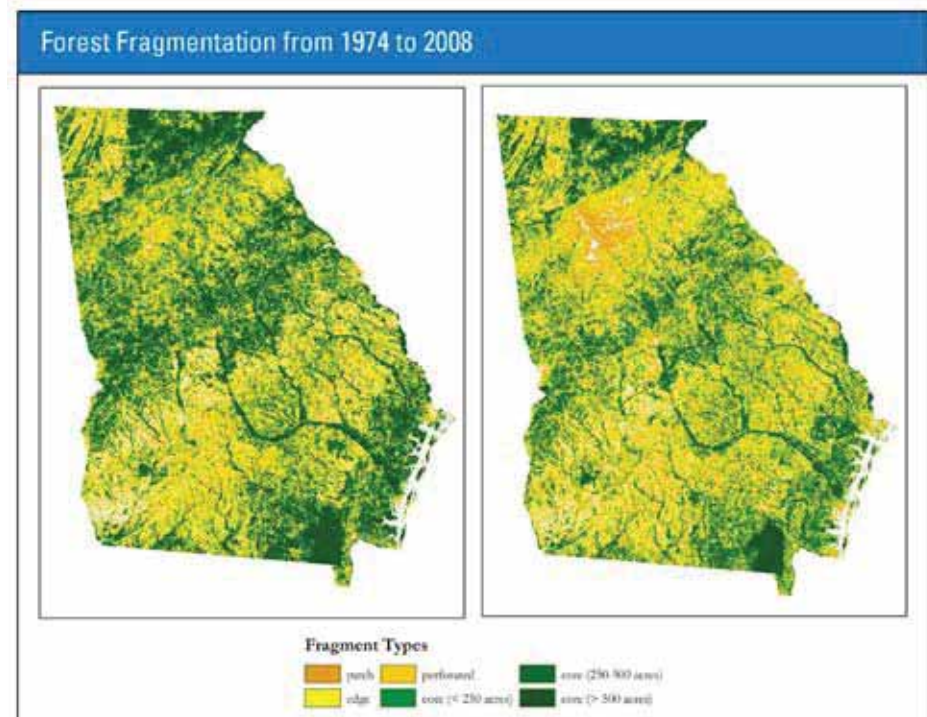 Forest Fragmentation from 1974 to 2008
Fragment Types
patch perforated core (250-500 acres)
edge core (< 250 acres) core (> 500 acres)